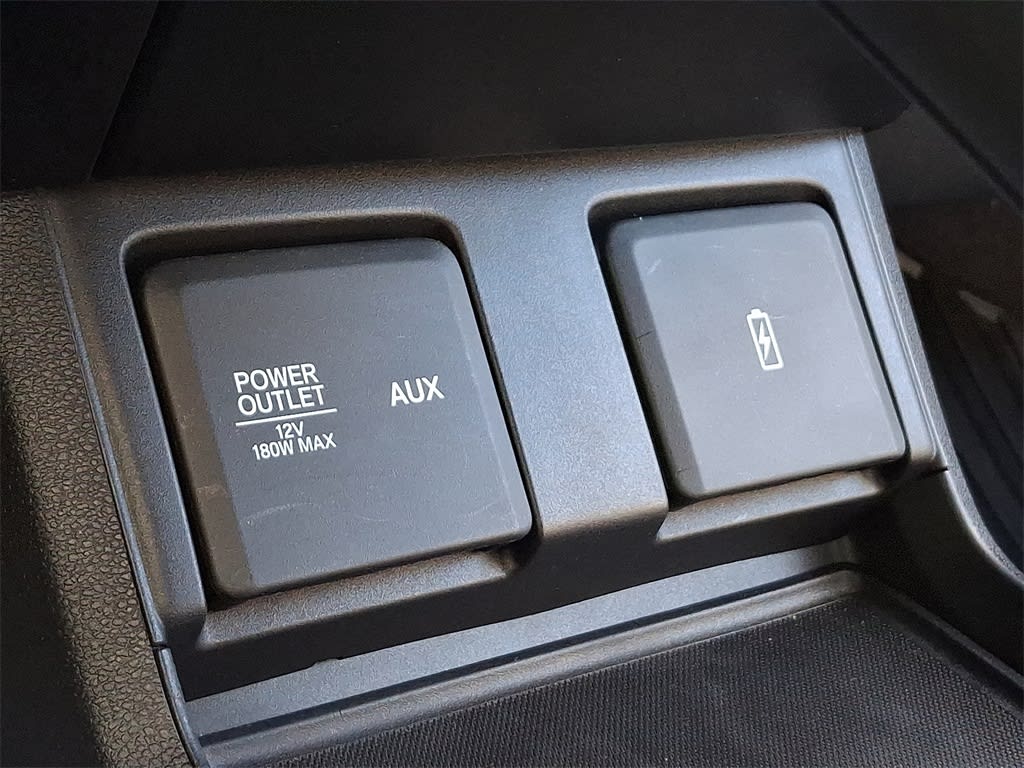 POWER
OUTLET
12V
180W MAX
AUX